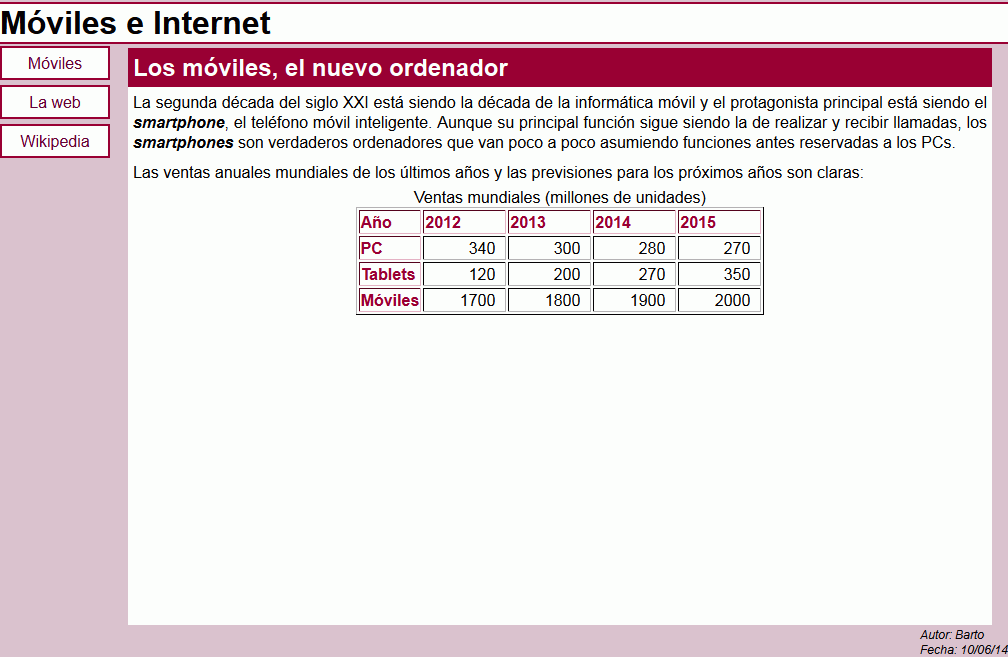 Móviles e Internet
Móviles
La web
Wikipedia
Los móviles, el nuevo ordenador
La segunda década del siglo XXI está siendo la década de la informática móvil y el protagonista principal está siendo el
smartphone, el teléfono móvil inteligente. Aunque su principal función sigue siendo la de realizar y recibir llamadas, los
smartphones son verdaderos ordenadores que van poco a poco asumiendo funciones antes reservadas a los PCs.
Las ventas anuales mundiales de los últimos años y las previsiones para los próximos años son claras:
Ventas mundiales (millones de unidades)
Año 2012 2013 2014 2015
PC 340 300 280 270
Tablets 120 200 270 350
Móviles 1700 1800 1900 2000
Autor: Barto
Fecha: 10/06/14